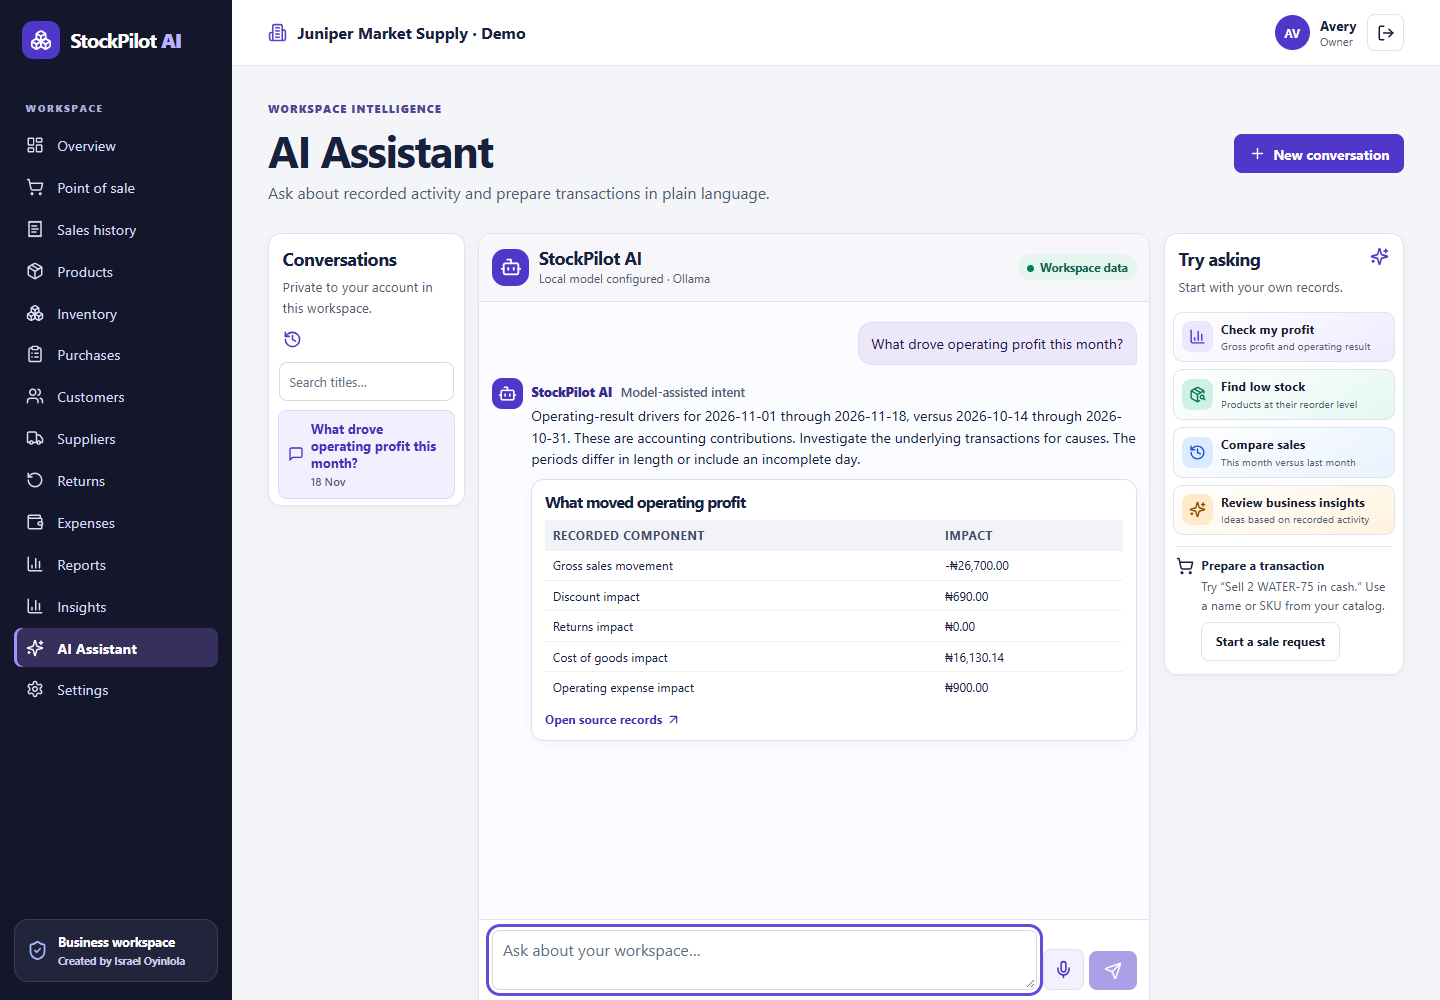 StockPilot AI
WORKSPACE
Overview
Point of sale
Sales history
Products
Inventory
Purchases
Customers
Suppliers
Returns
Expenses
Reports
Insights
AI Assistant
Settings
Business workspace
Created by Israel Oyinlola
Juniper Market Supply · Demo
AV
Avery
Owner
WORKSPACE INTELLIGENCE
AI Assistant
Ask about recorded activity and prepare transactions in plain language.
New conversation
Conversations
Private to your account in
this workspace.
Search titles...
What drove
operating profit this
month?
18 Nov
StockPilot AI
Local model configured · Ollama
Workspace data
What drove operating profit this month?
StockPilot AI Model-assisted intent
Operating-result drivers for 2026-11-01 through 2026-11-18, versus 2026-10-14 through 2026-
10-31. These are accounting contributions. Investigate the underlying transactions for causes. The
periods differ in length or include an incomplete day.
What moved operating profit
RECORDED COMPONENT IMPACT
Gross sales movement -₦26,700.00
Discount impact ₦690.00
Returns impact ₦0.00
Cost of goods impact ₦16,130.14
Operating expense impact ₦900.00
Open source records
Ask about your workspace...
Try asking
Start with your own records.
Check my profit
Gross profit and operating result
Find low stock
Products at their reorder level
Compare sales
This month versus last month
Review business insights
Ideas based on recorded activity
Prepare a transaction
Try “Sell 2 WATER-75 in cash.” Use
a name or SKU from your catalog.
Start a sale request